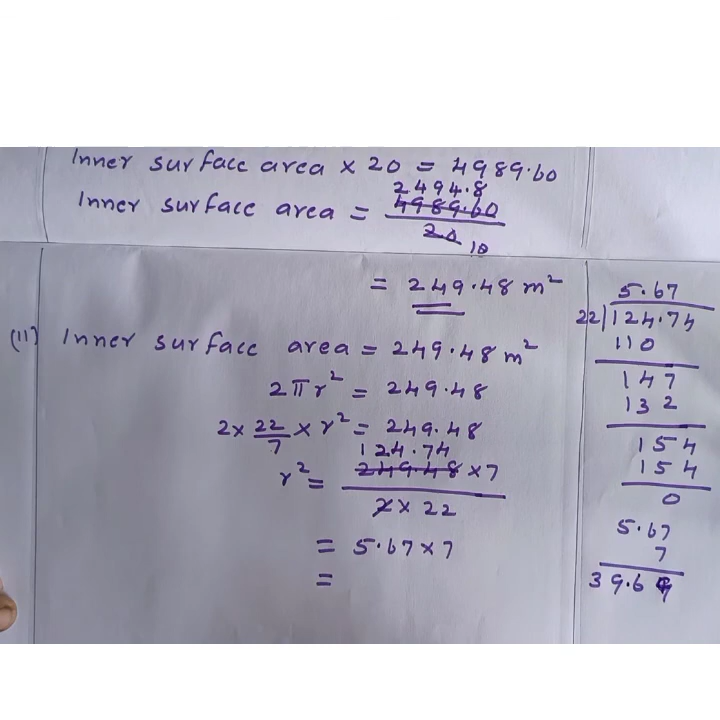 Inner surface area × 20 = 4989.60
2494.8
Inner surface area = 4989.60
20 10
= 249.48 m²
(II) Inner surface area = 249.48 m²
2πr² = 249.48
2 × 22/7 × r² = 249.48
124.74
r² = 249.48 × 7
2 × 22
= 5.67 × 7
=
5.67
22) 124.74
110
147
132
154
154
0
5.67
7
39.69